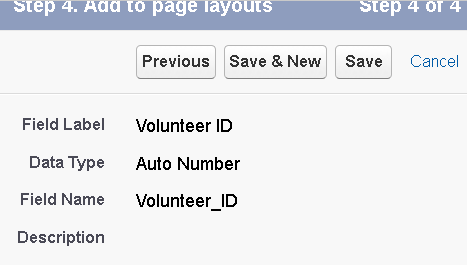 Step 4. Add to page layouts Step 4 of 4
Previous Save & New Save Cancel
Field Label Volunteer ID
Data Type Auto Number
Field Name Volunteer_ID
Description